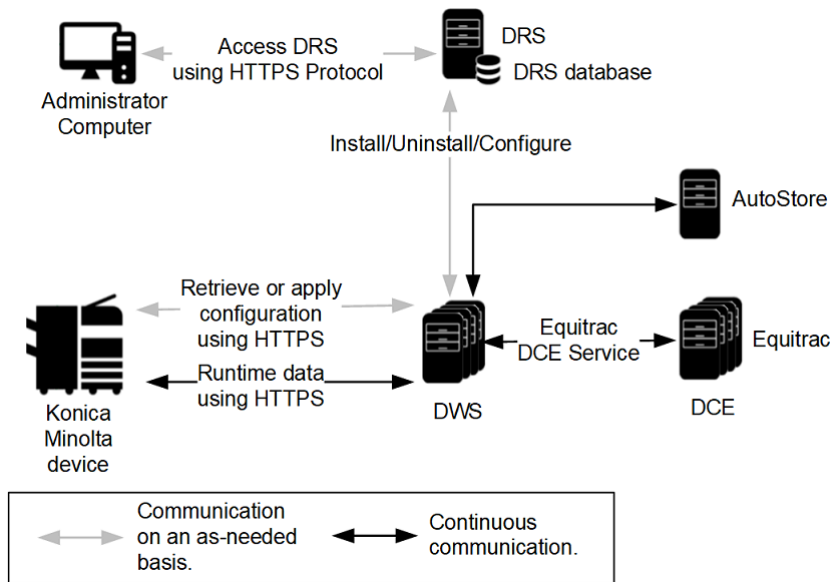 Administrator
Computer
Access DRS
using HTTPS Protocol
DRS
DRS database
Install/Uninstall/Configure
AutoStore
Konica
Minolta
device
Retrieve or apply
configuration
using HTTPS
Runtime data
using HTTPS
DWS
Equitrac
DCE Service
Equitrac
DCE
Communication
on an as-needed
basis.
Continuous
communication.